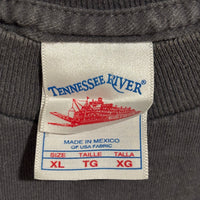 TENNESSEE RIVER®
MADE IN MEXICO
OF USA FABRIC
SIZE TAILLE TALLA
XL TG XG